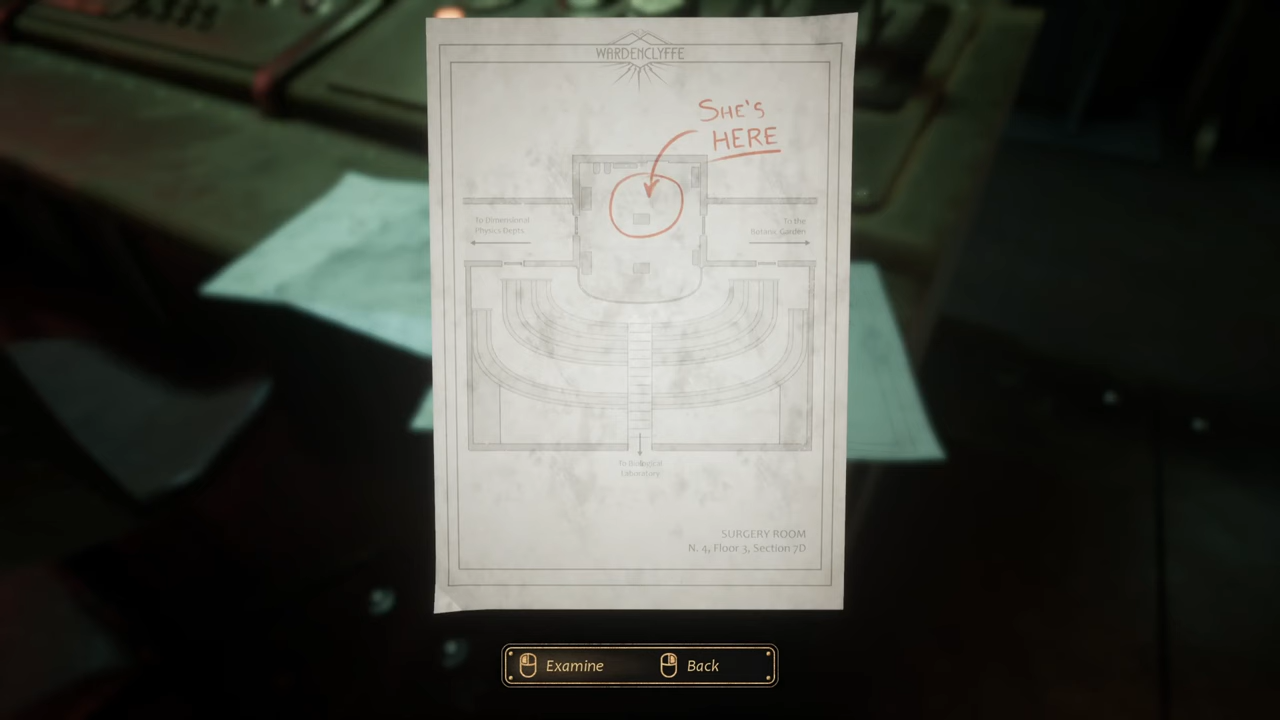 WARDENCLYFFE
SHE'S
HERE
To Dimensional
Physics Depts.
To the
Botanic Garden
To Biological
Laboratory
SURGERY ROOM
N. 4, Floor 3, Section 7D
Examine
Back